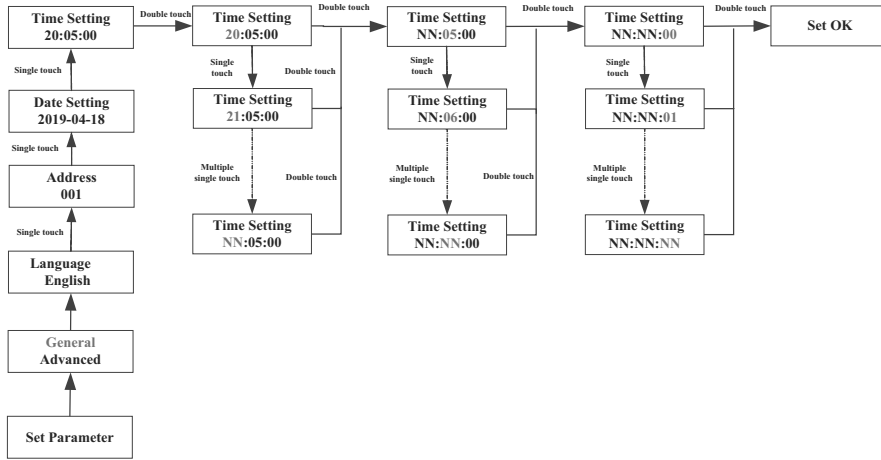 Time Setting
20:05:00
Double touch
Time Setting
20:05:00
Double touch
Time Setting
NN:05:00
Double touch
Time Setting
NN:NN:00
Double touch
Set OK
Single touch
Single
touch
Double touch
Single
touch
Single
touch
Date Setting
2019-04-18
Time Setting
21:05:00
Time Setting
NN:06:00
Time Setting
NN:NN:01
Single touch
Multiple
single touch
Double touch
Multiple
single touch
Double touch
Multiple
single touch
Address
001
Time Setting
NN:05:00
Time Setting
NN:NN:00
Time Setting
NN:NN:NN
Single touch
Language
English
General
Advanced
Set Parameter